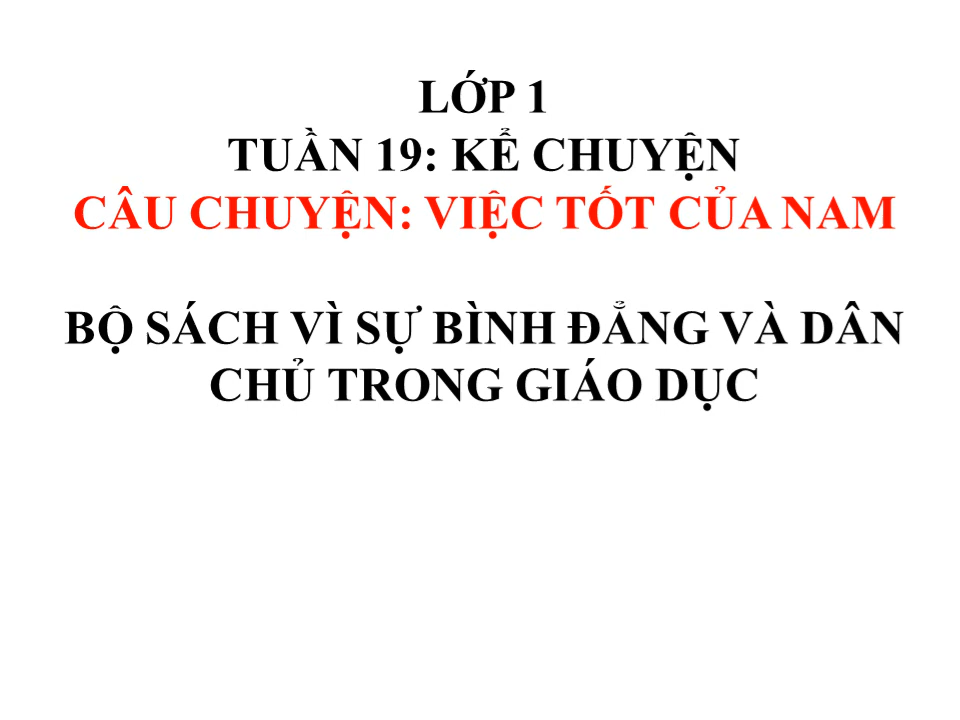 LỚP 1
TUẦN 19: KỂ CHUYỆN
CÂU CHUYỆN: VIỆC TỐT CỦA NAM
BỘ SÁCH VÌ SỰ BÌNH ĐẲNG VÀ DÂN
CHỦ TRONG GIÁO DỤC